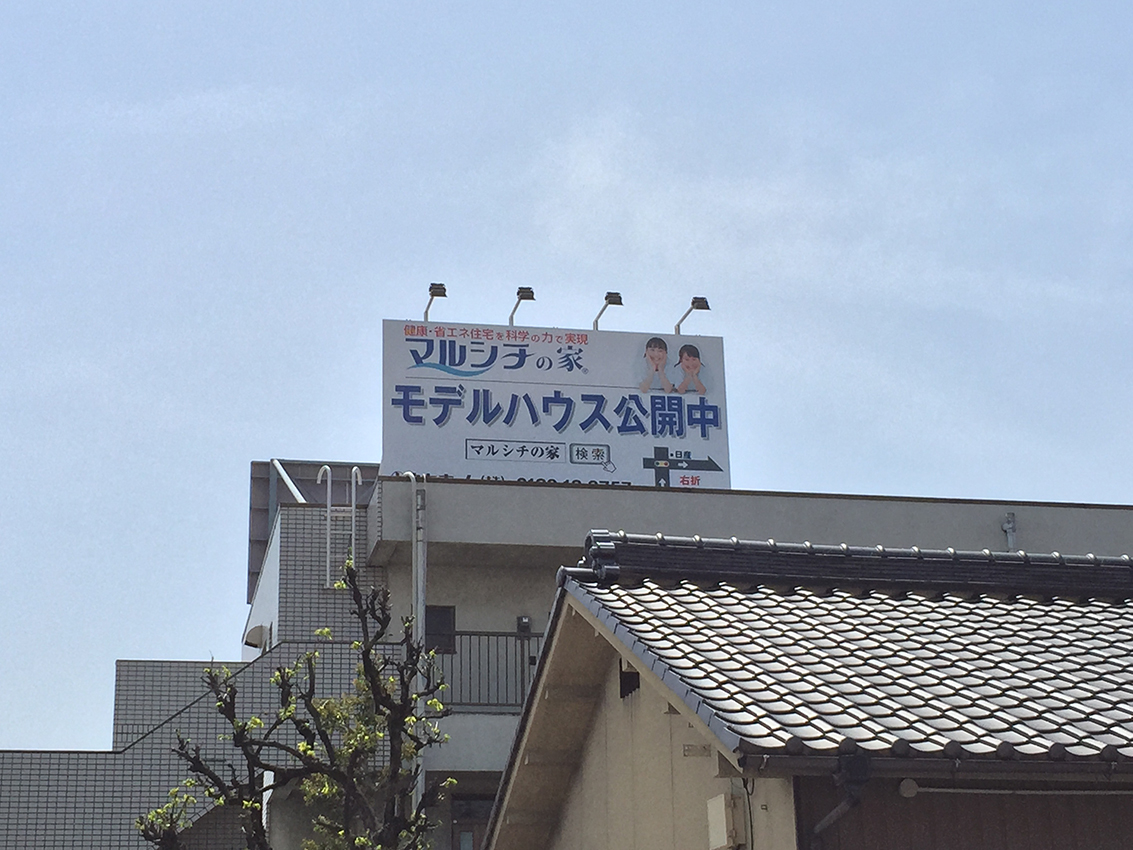 健康・省エネ住宅を科学の力で実現
マルシチの家®
モデルハウス公開中
マルシチの家 検索
日産
右折